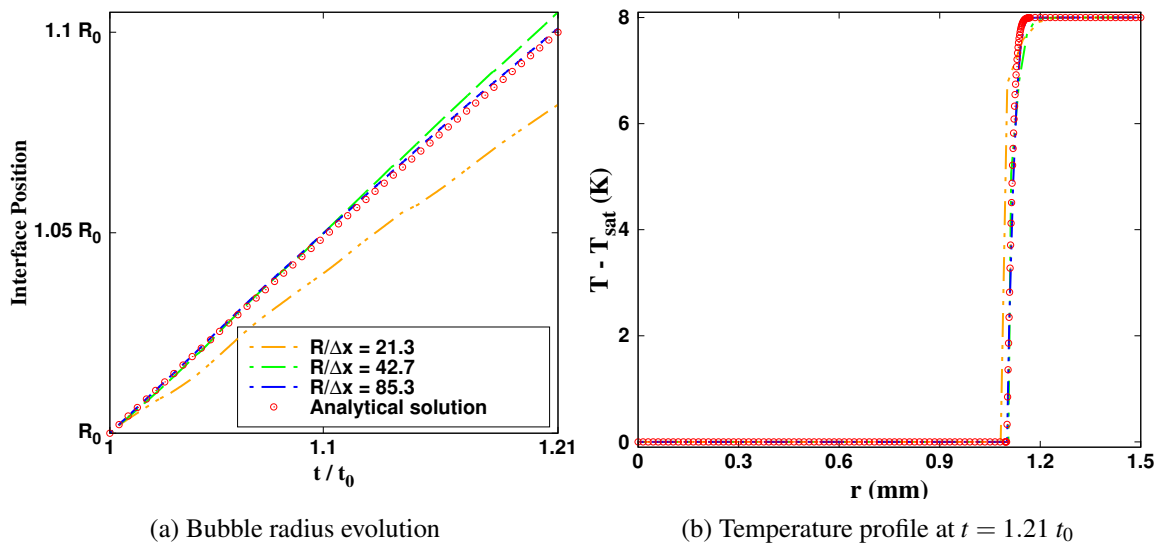 1.1 R₀
1.05 R₀
R₀
Interface Position
R/Δx = 21.3
R/Δx = 42.7
R/Δx = 85.3
Analytical solution
1
1.1
1.21
t / t₀
(a) Bubble radius evolution
8
6
4
2
0
T - T_sat (K)
0
0.3
0.6
0.9
1.2
1.5
r (mm)
(b) Temperature profile at t = 1.21 t₀